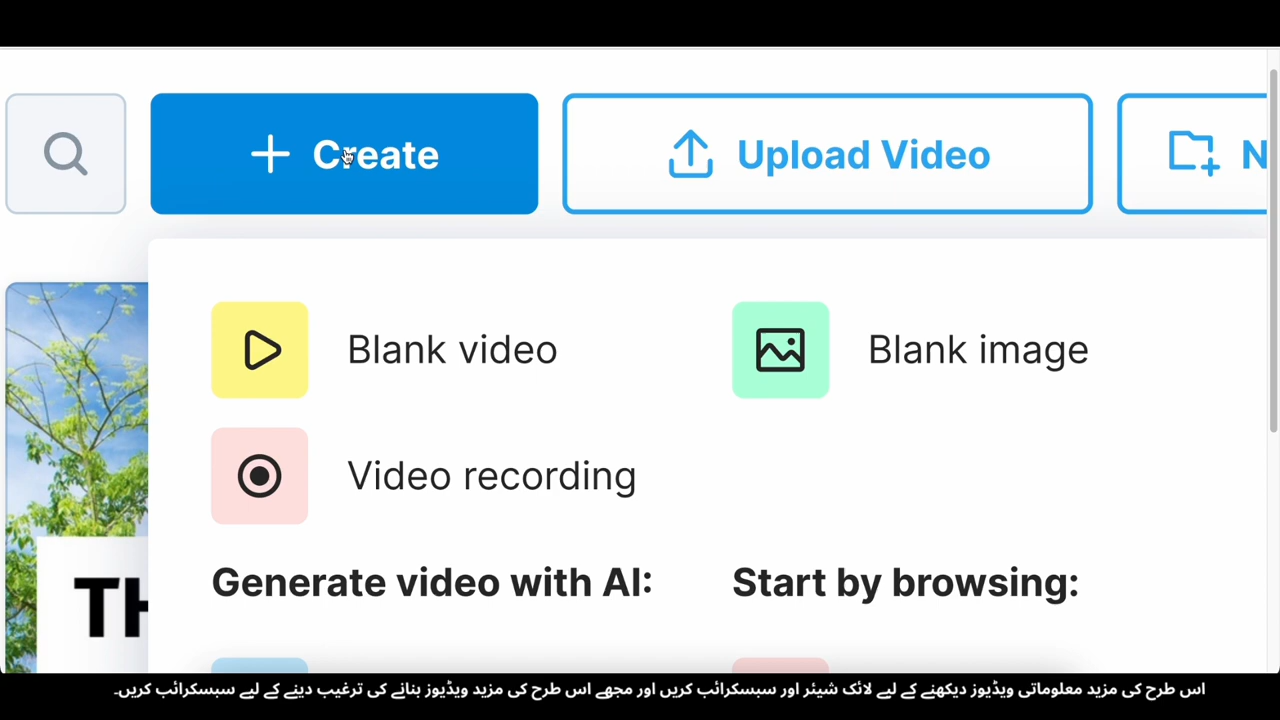 Create
Upload Video
Blank video
Blank image
Video recording
Generate video with AI:
Start by browsing:
اس طرح کی مزید معلوماتی ویڈیوز دیکھنے کے لیے لائک شیئر اور سبسکرائب کریں اور مجھے اس طرح کی مزید ویڈیوز بنانے کی ترغیب دینے کے لیے سبسکرائب کریں۔